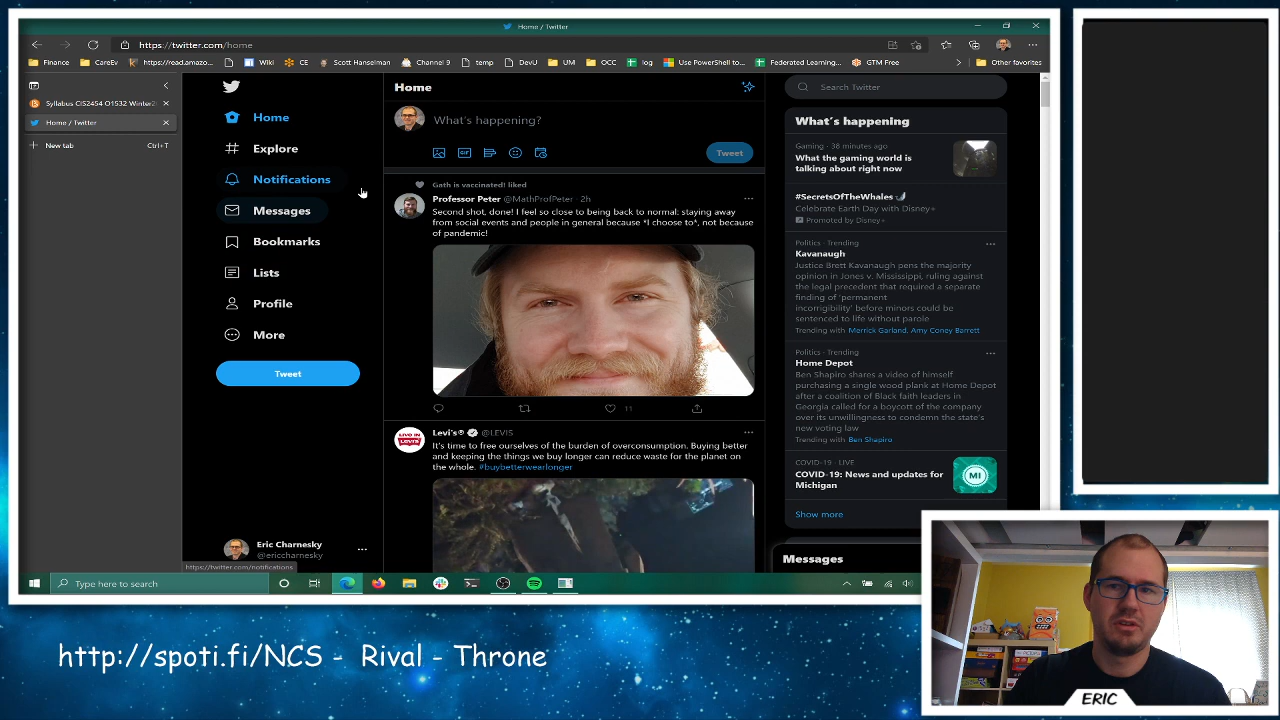 Home / Twitter
https://twitter.com/home
Finance
CareEv
https://read.amazo...
Wiki
CE
Scott Hanselman
Channel 9
temp
DevU
UM
OCC
log
Use PowerShell to...
Federated Learning...
GTM Free
Other favorites
Syllabus CIS2454 O1532 Winter2
Home / Twitter
New tab
Ctrl+T
Home
Explore
Notifications
Messages
Bookmarks
Lists
Profile
More
Tweet
Eric Charnesky
@ericcharnesky
https://twitter.com/notifications
Home
What's happening?
GIF
Tweet
Gath is vaccinated! liked
Professor Peter @MathProfPeter · 2h
Second shot, done! I feel so close to being back to normal: staying away
from social events and people in general because *I choose to*, not because
of pandemic!
11
LIVE IN
LEVI'S
Levi's® @LEVIS
It's time to free ourselves of the burden of overconsumption. Buying better
and keeping the things we buy longer can reduce waste for the planet on
the whole. #buybetterwearlonger
Search Twitter
What's happening
Gaming · 38 minutes ago
What the gaming world is
talking about right now
#SecretsOfTheWhales
Celebrate Earth Day with Disney+
Promoted by Disney+
Politics · Trending
Kavanaugh
Justice Brett Kavanaugh pens the majority
opinion in Jones v. Mississippi, ruling against
the legal precedent that required a separate
finding of 'permanent
incorrigibility' before minors could be
sentenced to life without parole
Trending with Merrick Garland, Amy Coney Barrett
Politics · Trending
Home Depot
Ben Shapiro shares a video of himself
purchasing a single wood plank at Home Depot
after a coalition of Black faith leaders in
Georgia called for a boycott of the company
over its unwillingness to condemn the state's
new voting law
Trending with Ben Shapiro
COVID-19 · LIVE
COVID-19: News and updates for
Michigan
MI
Show more
Messages
Type here to search
http://spoti.fi/NCS Rival - Throne
ERIC